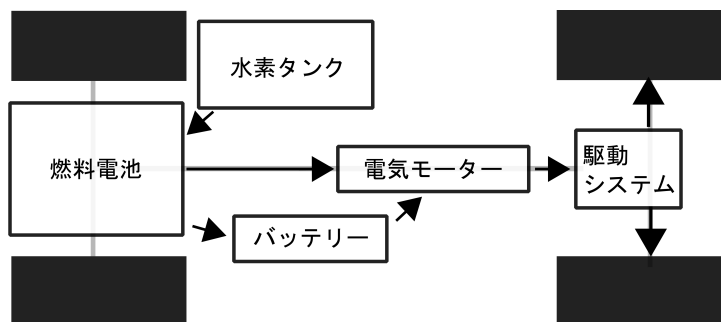 水素タンク
燃料電池
電気モーター
駆動
システム
バッテリー